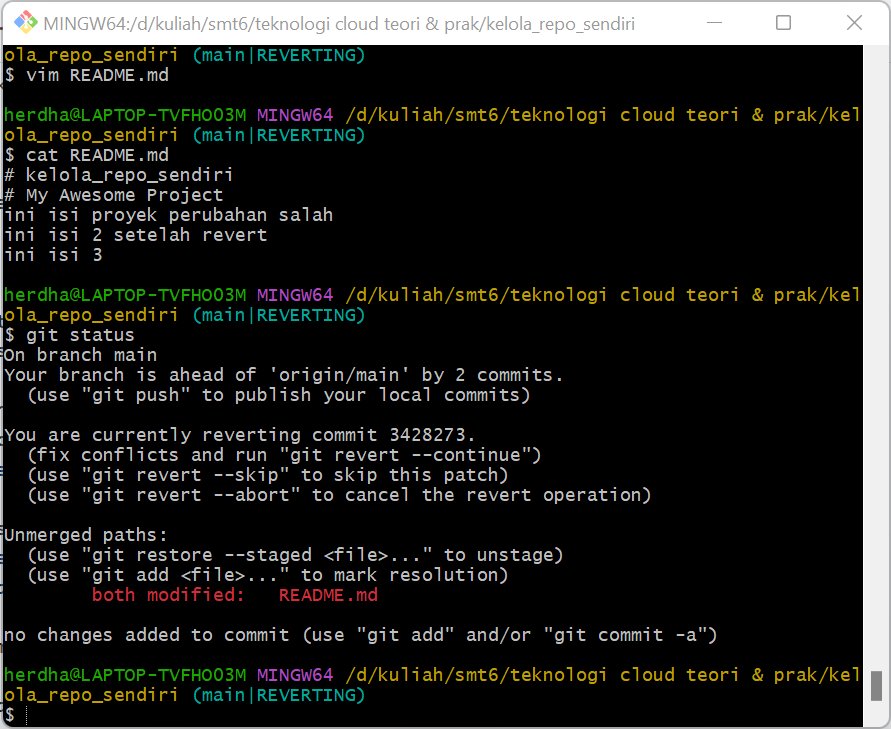 MINGW64:/d/kuliah/smt6/teknologi cloud teori & prak/kelola_repo_sendiri
ola_repo_sendiri (main|REVERTING)
$ vim README.md
herdha@LAPTOP-TVFHO03M MINGW64 /d/kuliah/smt6/teknologi cloud teori & prak/kel
ola_repo_sendiri (main|REVERTING)
$ cat README.md
# kelola_repo_sendiri
# My Awesome Project
ini isi proyek perubahan salah
ini isi 2 setelah revert
ini isi 3
herdha@LAPTOP-TVFHO03M MINGW64 /d/kuliah/smt6/teknologi cloud teori & prak/kel
ola_repo_sendiri (main|REVERTING)
$ git status
On branch main
Your branch is ahead of 'origin/main' by 2 commits.
  (use "git push" to publish your local commits)
You are currently reverting commit 3428273.
  (fix conflicts and run "git revert --continue")
  (use "git revert --skip" to skip this patch)
  (use "git revert --abort" to cancel the revert operation)
Unmerged paths:
  (use "git restore --staged <file>..." to unstage)
  (use "git add <file>..." to mark resolution)
        both modified:   README.md
no changes added to commit (use "git add" and/or "git commit -a")
herdha@LAPTOP-TVFHO03M MINGW64 /d/kuliah/smt6/teknologi cloud teori & prak/kel
ola_repo_sendiri (main|REVERTING)
$